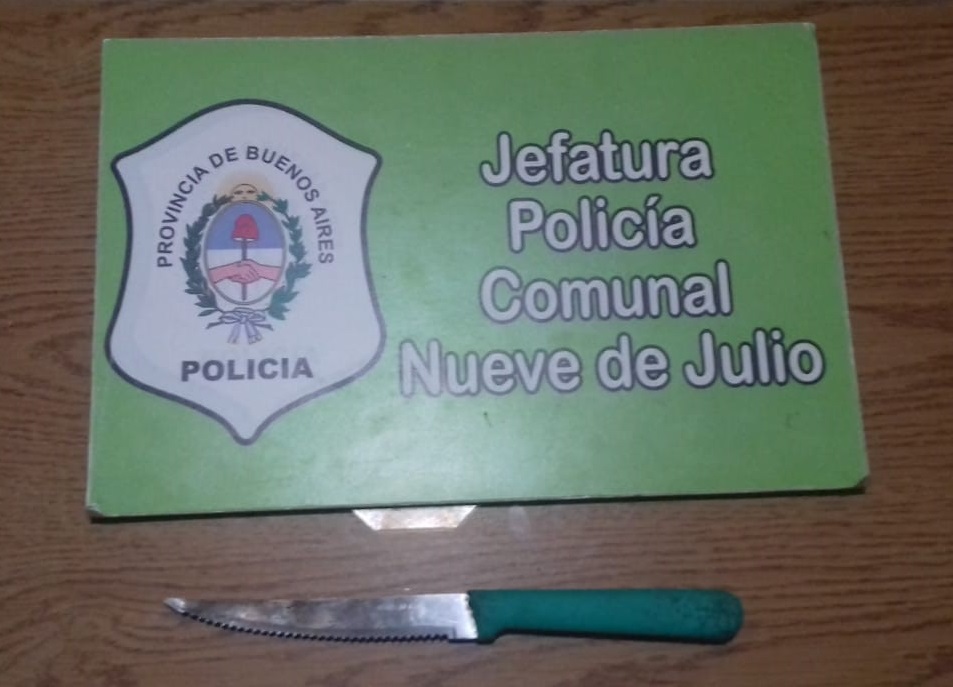 PROVINCIA DE BUENOS AIRES
POLICIA
Jefatura
Policía
Comunal
Nueve de Julio